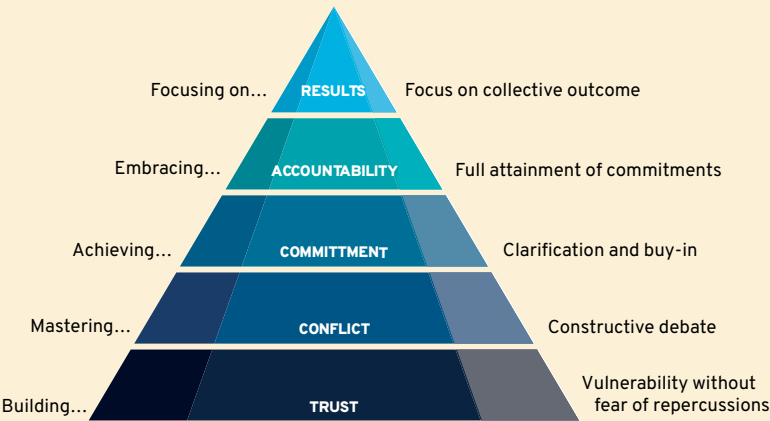 Focusing on... RESULTS Focus on collective outcome
Embracing... ACCOUNTABILITY Full attainment of commitments
Achieving... COMMITTMENT Clarification and buy-in
Mastering... CONFLICT Constructive debate
Vulnerability without
Building... TRUST fear of repercussions